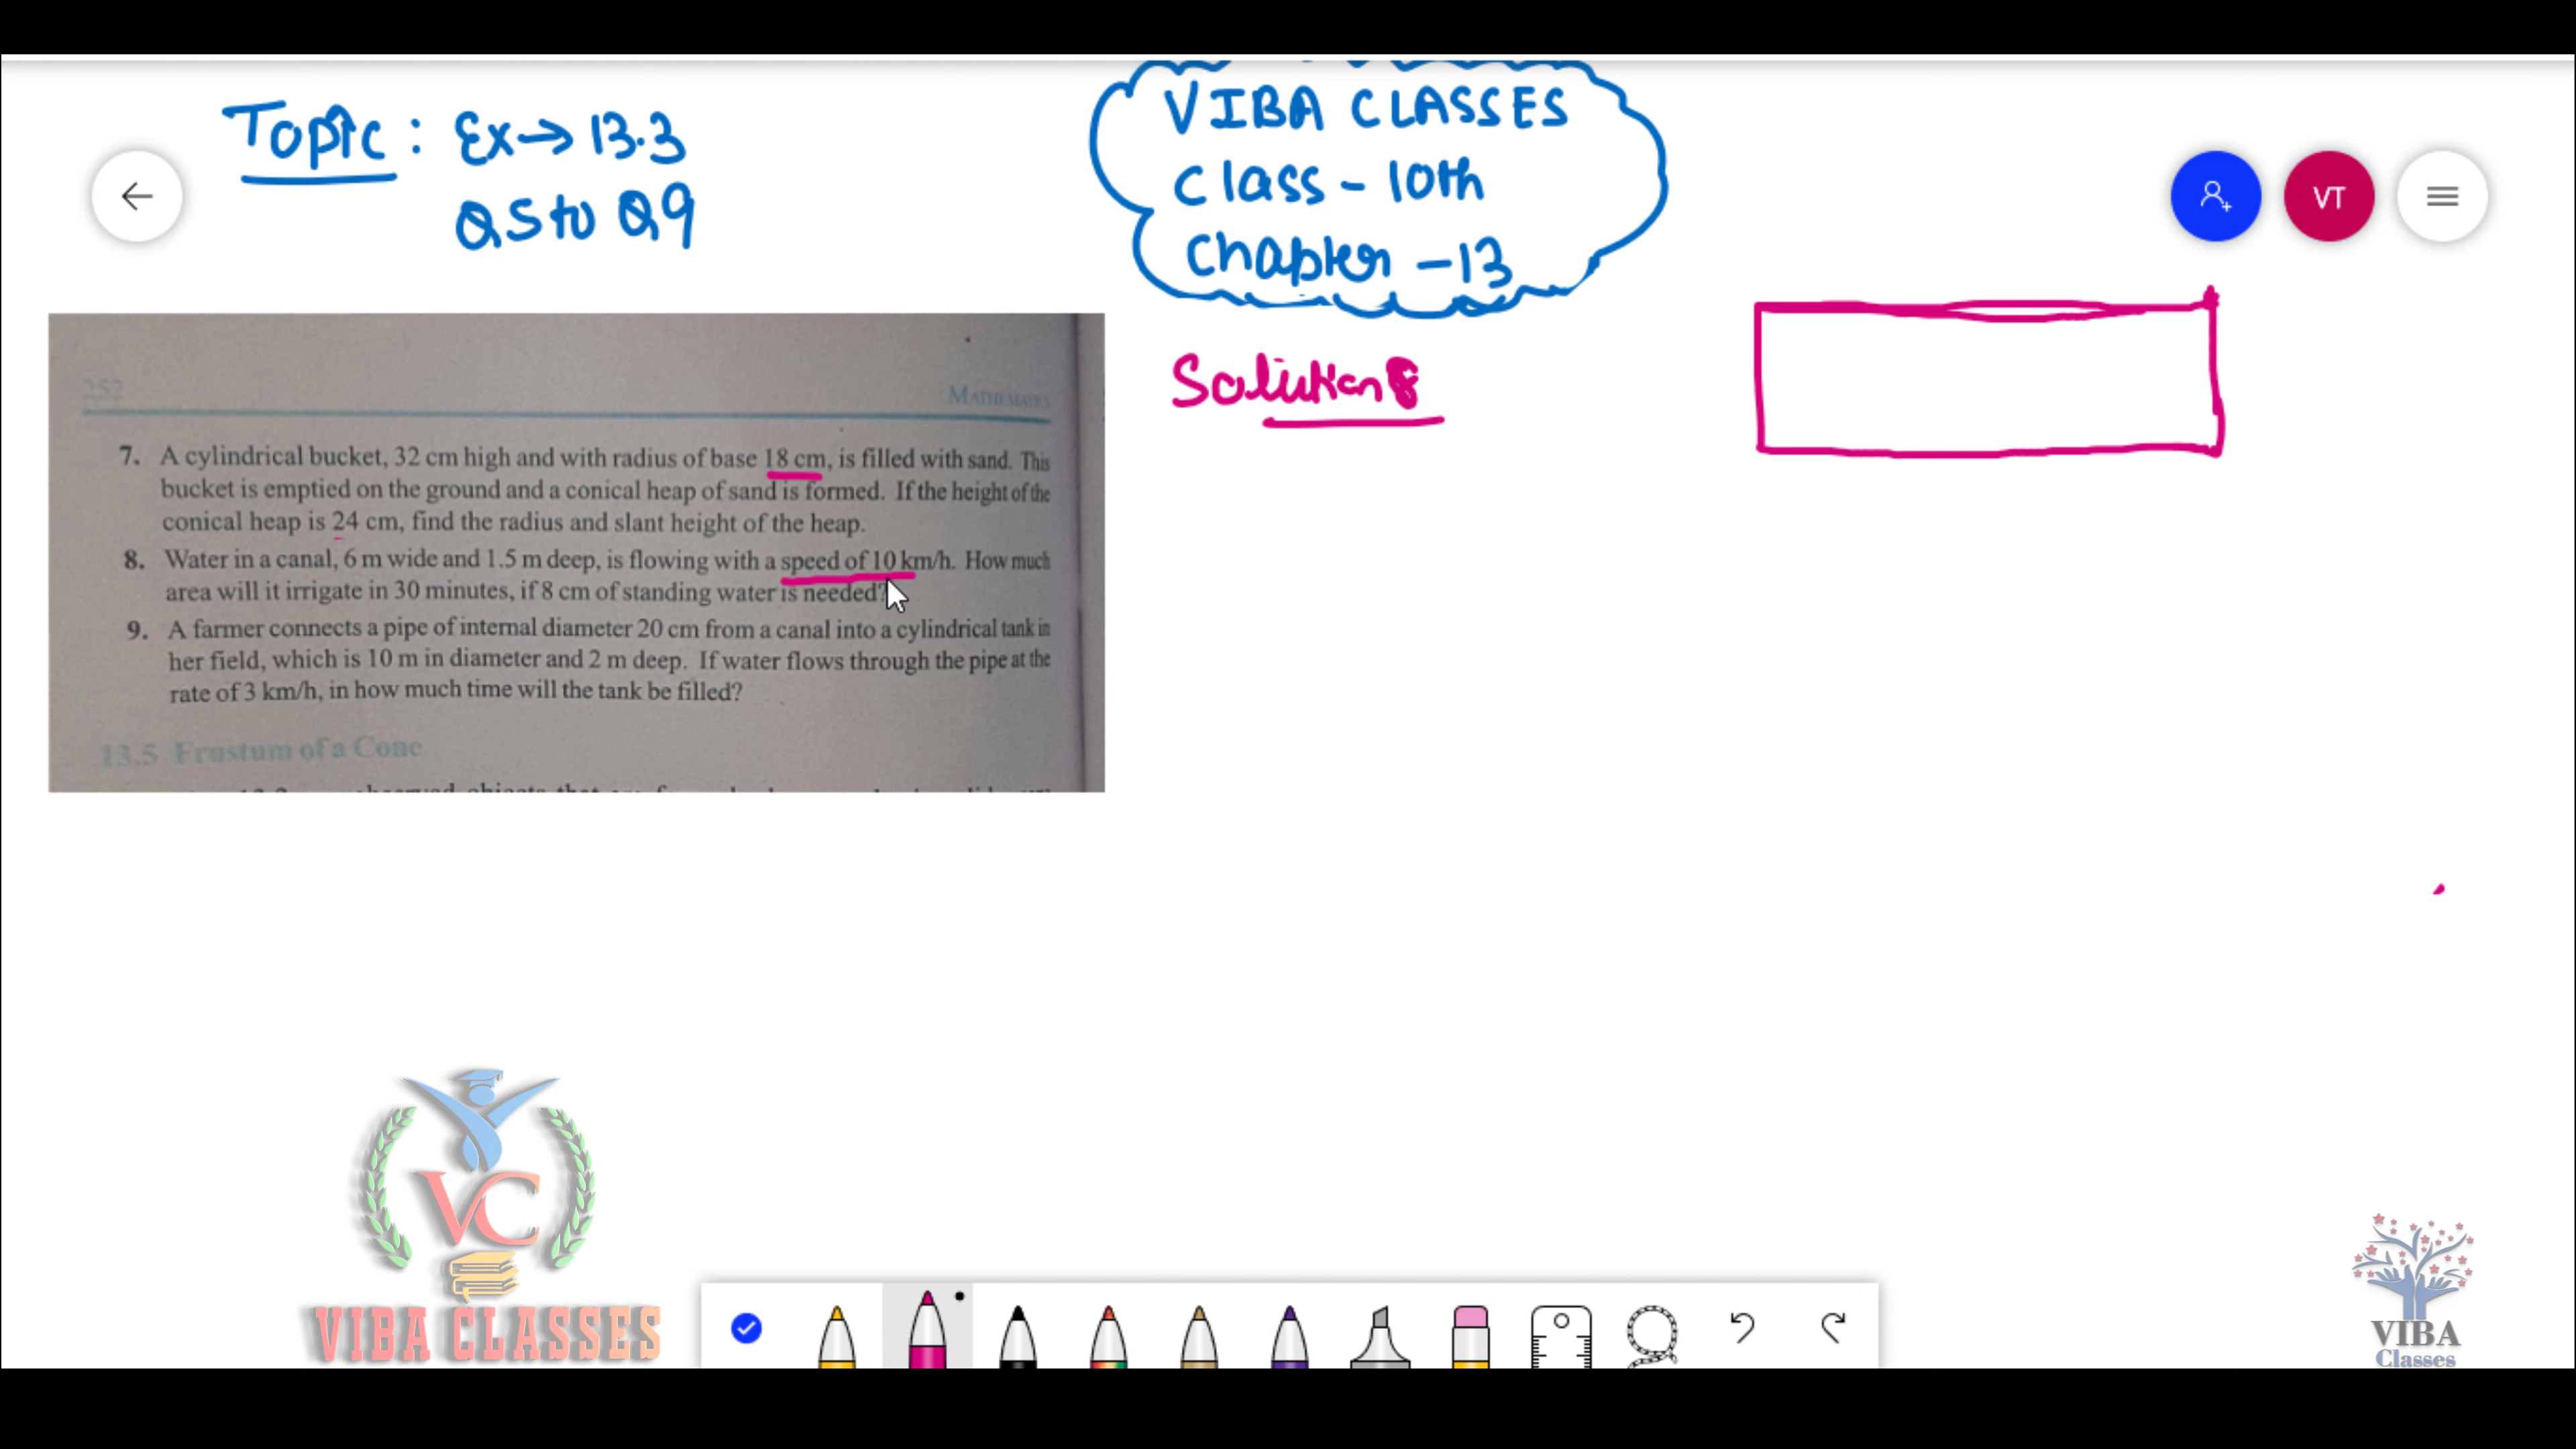 Topic : Ex→ 13.3
Q5 to Q9
VIBA CLASSES
Class - 10th
Chapter - 13
VT
Solution 8
252
MATHEMATICS
7. A cylindrical bucket, 32 cm high and with radius of base 18 cm, is filled with sand. This
bucket is emptied on the ground and a conical heap of sand is formed. If the height of the
conical heap is 24 cm, find the radius and slant height of the heap.
8. Water in a canal, 6 m wide and 1.5 m deep, is flowing with a speed of 10 km/h. How much
area will it irrigate in 30 minutes, if 8 cm of standing water is needed?
9. A farmer connects a pipe of internal diameter 20 cm from a canal into a cylindrical tank in
her field, which is 10 m in diameter and 2 m deep. If water flows through the pipe at the
rate of 3 km/h, in how much time will the tank be filled?
13.5 Frustum of a Cone
VC
VIBA CLASSES
VIBA
Classes